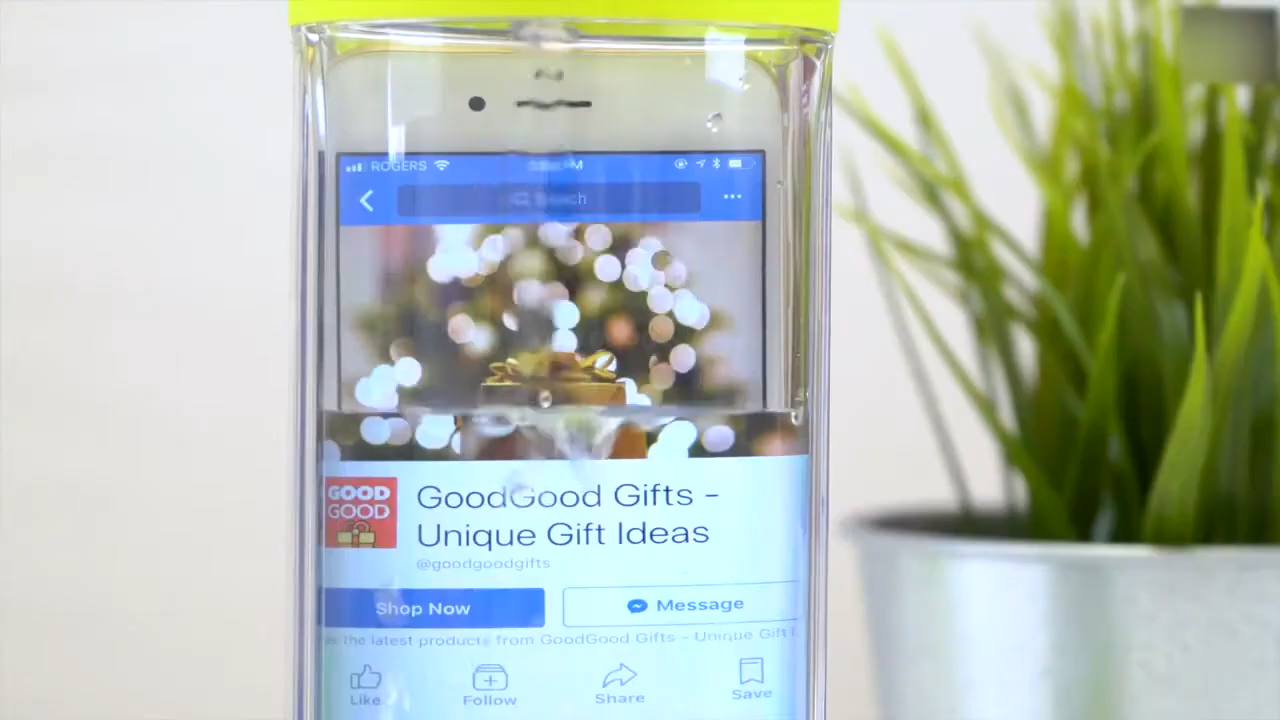 ROGERS
Search
GOOD
GOOD
GoodGood Gifts -
Unique Gift Ideas
@goodgoodgifts
Shop Now
Message
the latest products from GoodGood Gifts - Unique Gift
Like
Follow
Share
Save